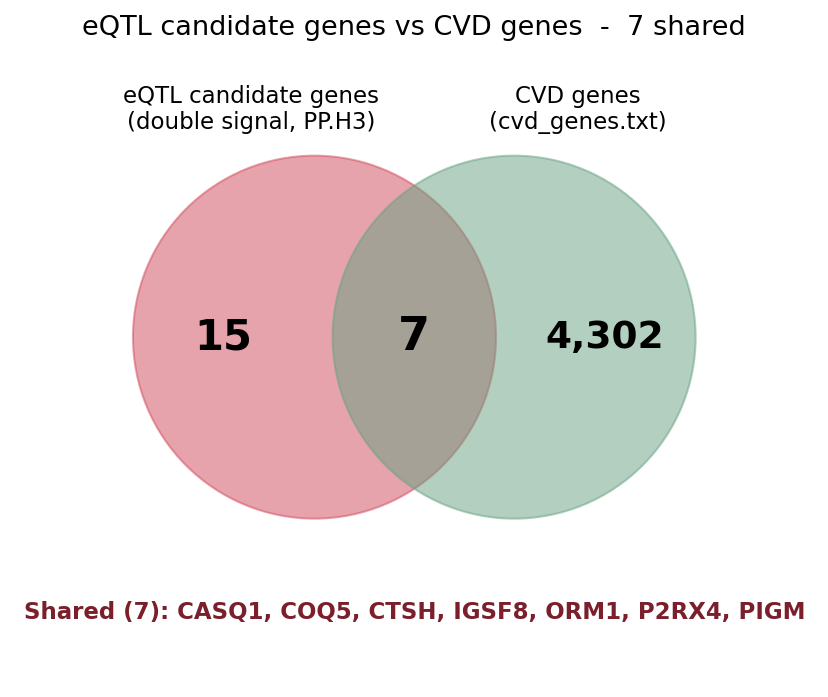 eQTL candidate genes vs CVD genes  -  7 shared
eQTL candidate genes
(double signal, PP.H3)
CVD genes
(cvd_genes.txt)
15
7
4,302
Shared (7): CASQ1, COQ5, CTSH, IGSF8, ORM1, P2RX4, PIGM